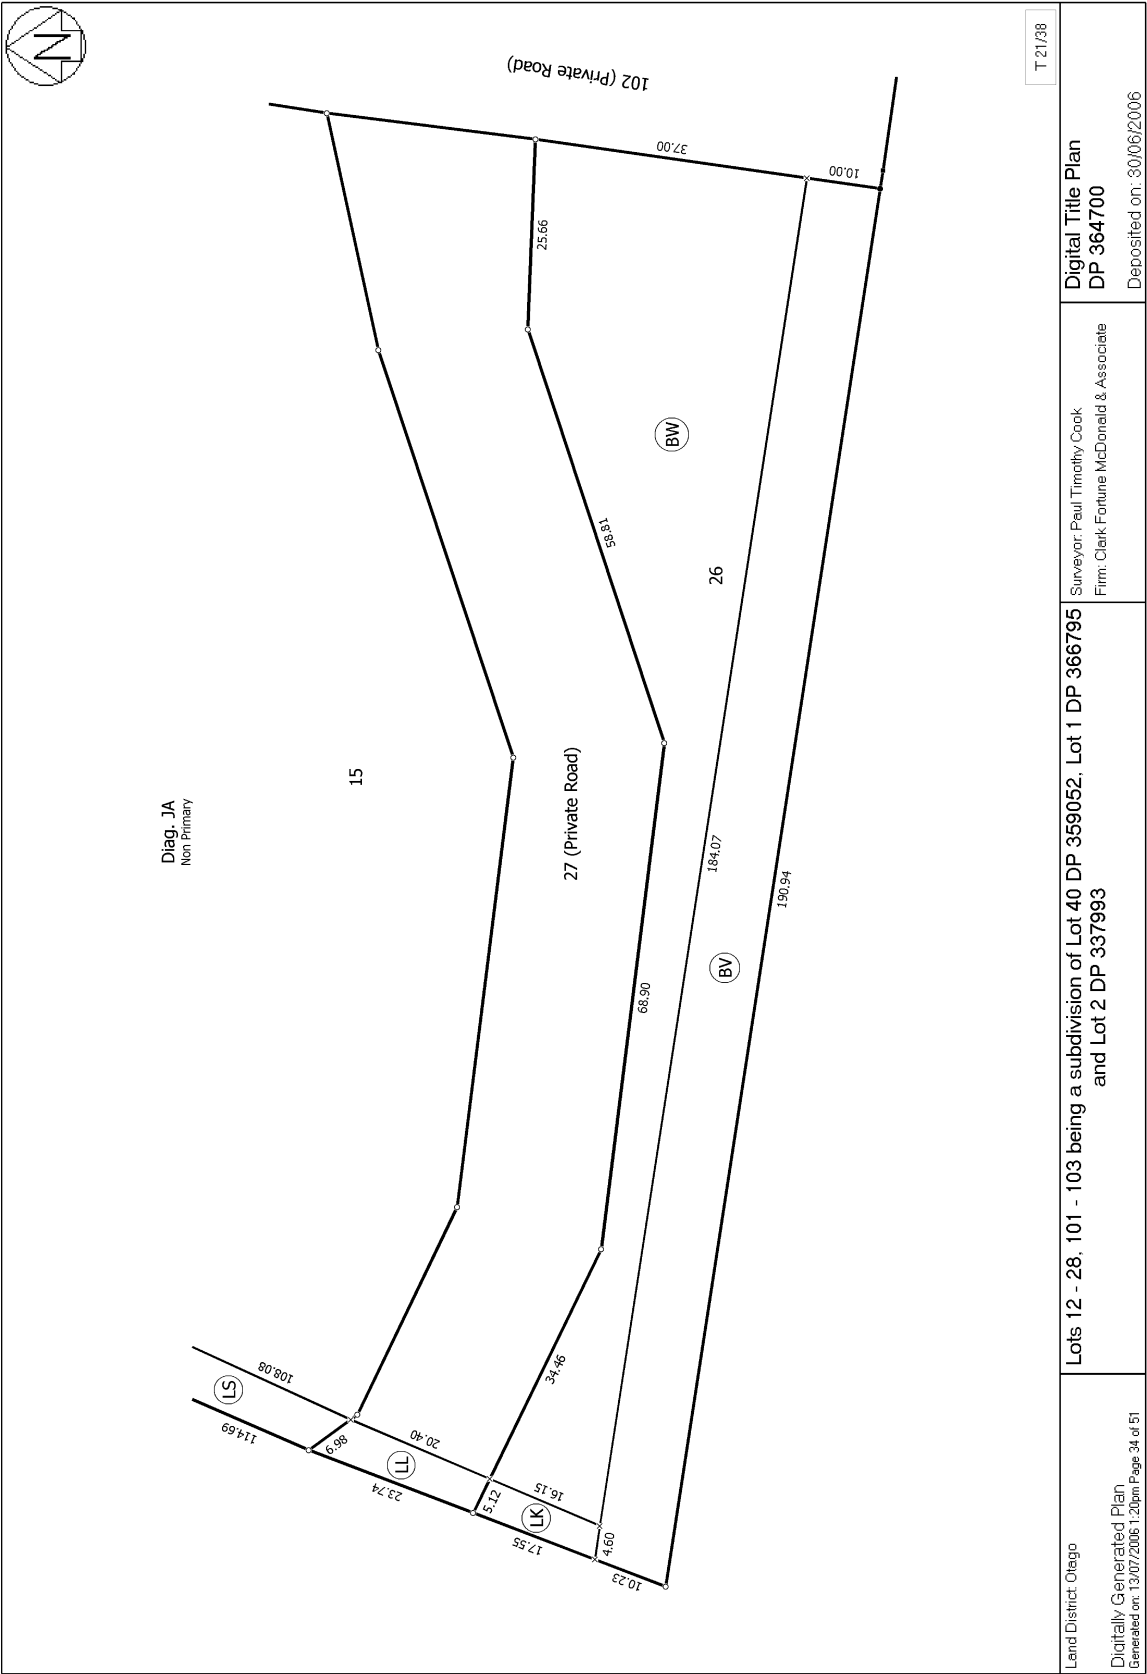 N
T 21/38
102 (Private Road)
37.00
10.00
25.66
BW
58.81
26
15
Diag. JA
Non Primary
27 (Private Road)
184.07
190.94
BV
68.90
34.46
108.08
LS
114.69
6.98
20.40
LL
23.74
5.12
16.15
LK
17.55
4.60
10.23
Land District: Otago
Digitally Generated Plan
Generated on: 13/07/2006 1:20pm Page 34 of 51
Lots 12 - 28, 101 - 103 being a subdivision of Lot 40 DP 359052, Lot 1 DP 366795
and Lot 2 DP 337993
Surveyor: Paul Timothy Cook
Firm: Clark Fortune McDonald & Associate
Digital Title Plan
DP 364700
Deposited on: 30/06/2006